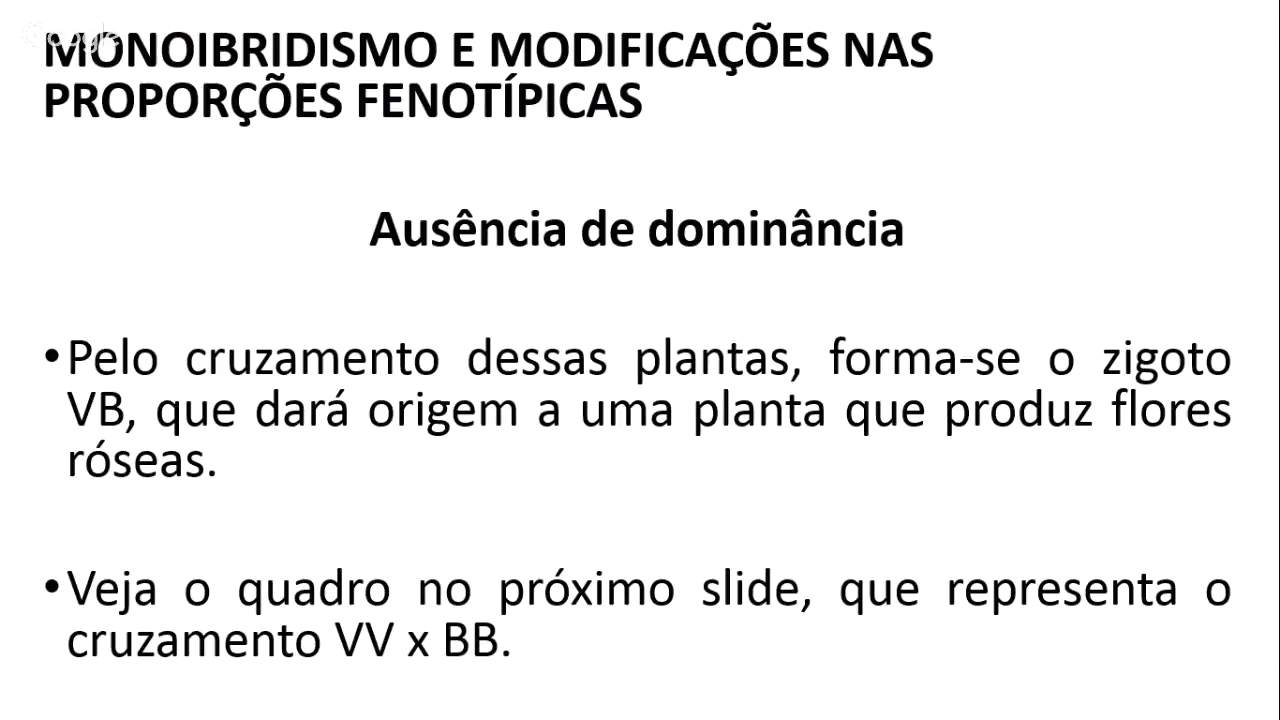 Google
MONOIBRIDISMO E MODIFICAÇÕES NAS
PROPORÇÕES FENOTÍPICAS
Ausência de dominância
•Pelo cruzamento dessas plantas, forma-se o zigoto
VB, que dará origem a uma planta que produz flores
róseas.
•Veja o quadro no próximo slide, que representa o
cruzamento VV x BB.